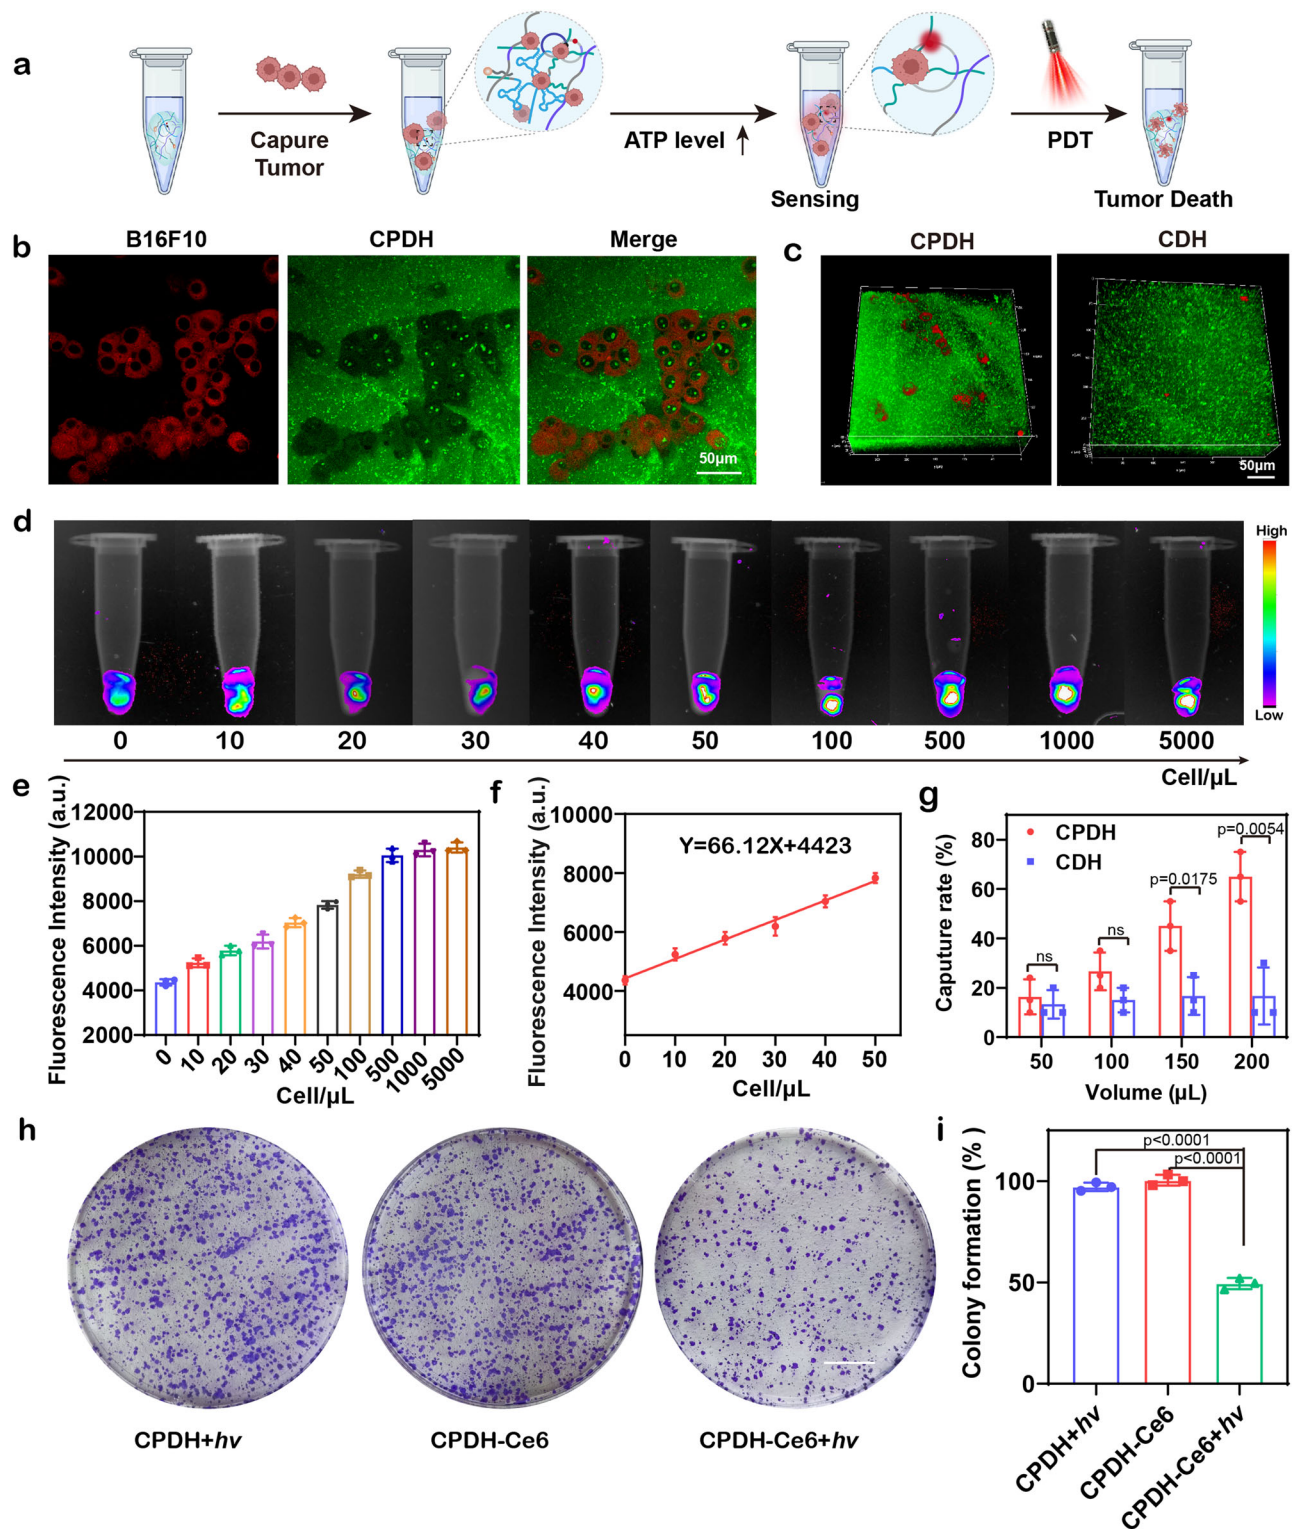 a
Capure
Tumor
ATP level
Sensing
PDT
Tumor Death
b
B16F10
CPDH
Merge
50μm
c
CPDH
CDH
50μm
d
High
Low
0 10 20 30 40 50 100 500 1000 5000
Cell/μL
e
Fluorescence Intensity (a.u.)
12000
10000
8000
6000
4000
2000
0 10 20 30 40 50 100 500 1000 5000
Cell/μL
f
Fluorescence Intensity (a.u.)
10000
8000
6000
4000
Y=66.12X+4423
0 10 20 30 40 50
Cell/μL
g
Caputure rate (%)
80
60
40
20
0
CPDH
CDH
ns
ns
p=0.0175
p=0.0054
50 100 150 200
Volume (μL)
h
CPDH+hv
CPDH-Ce6
CPDH-Ce6+hv
i
Colony formation (%)
100
50
0
p<0.0001
p<0.0001
CPDH+hv
CPDH-Ce6
CPDH-Ce6+hv